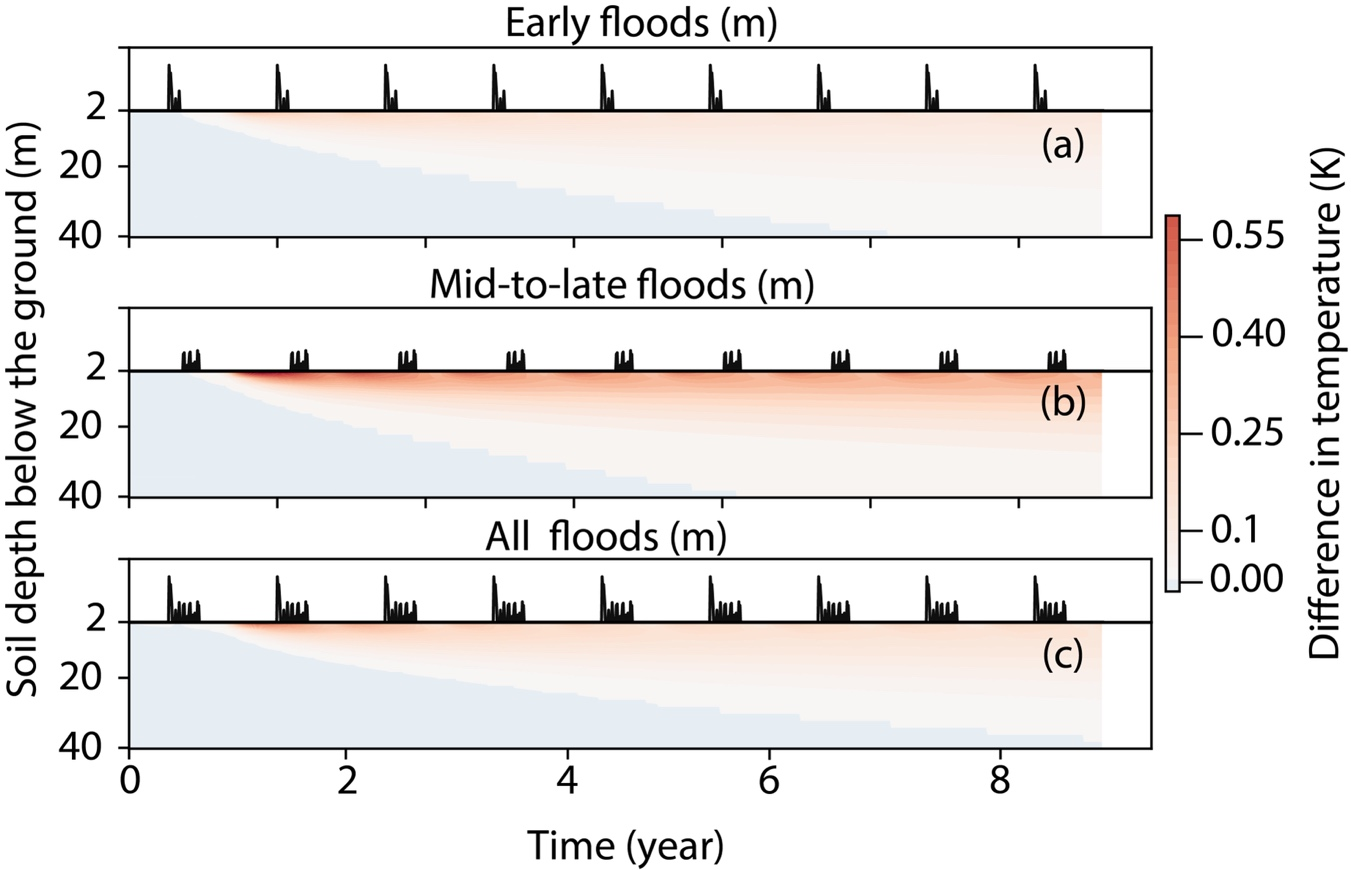 Early floods (m)
2
20
40
(a)
Mid-to-late floods (m)
2
20
40
(b)
All floods (m)
2
20
40
(c)
0 2 4 6 8
Time (year)
Soil depth below the ground (m)
0.55
0.40
0.25
0.1
0.00
Difference in temperature (K)